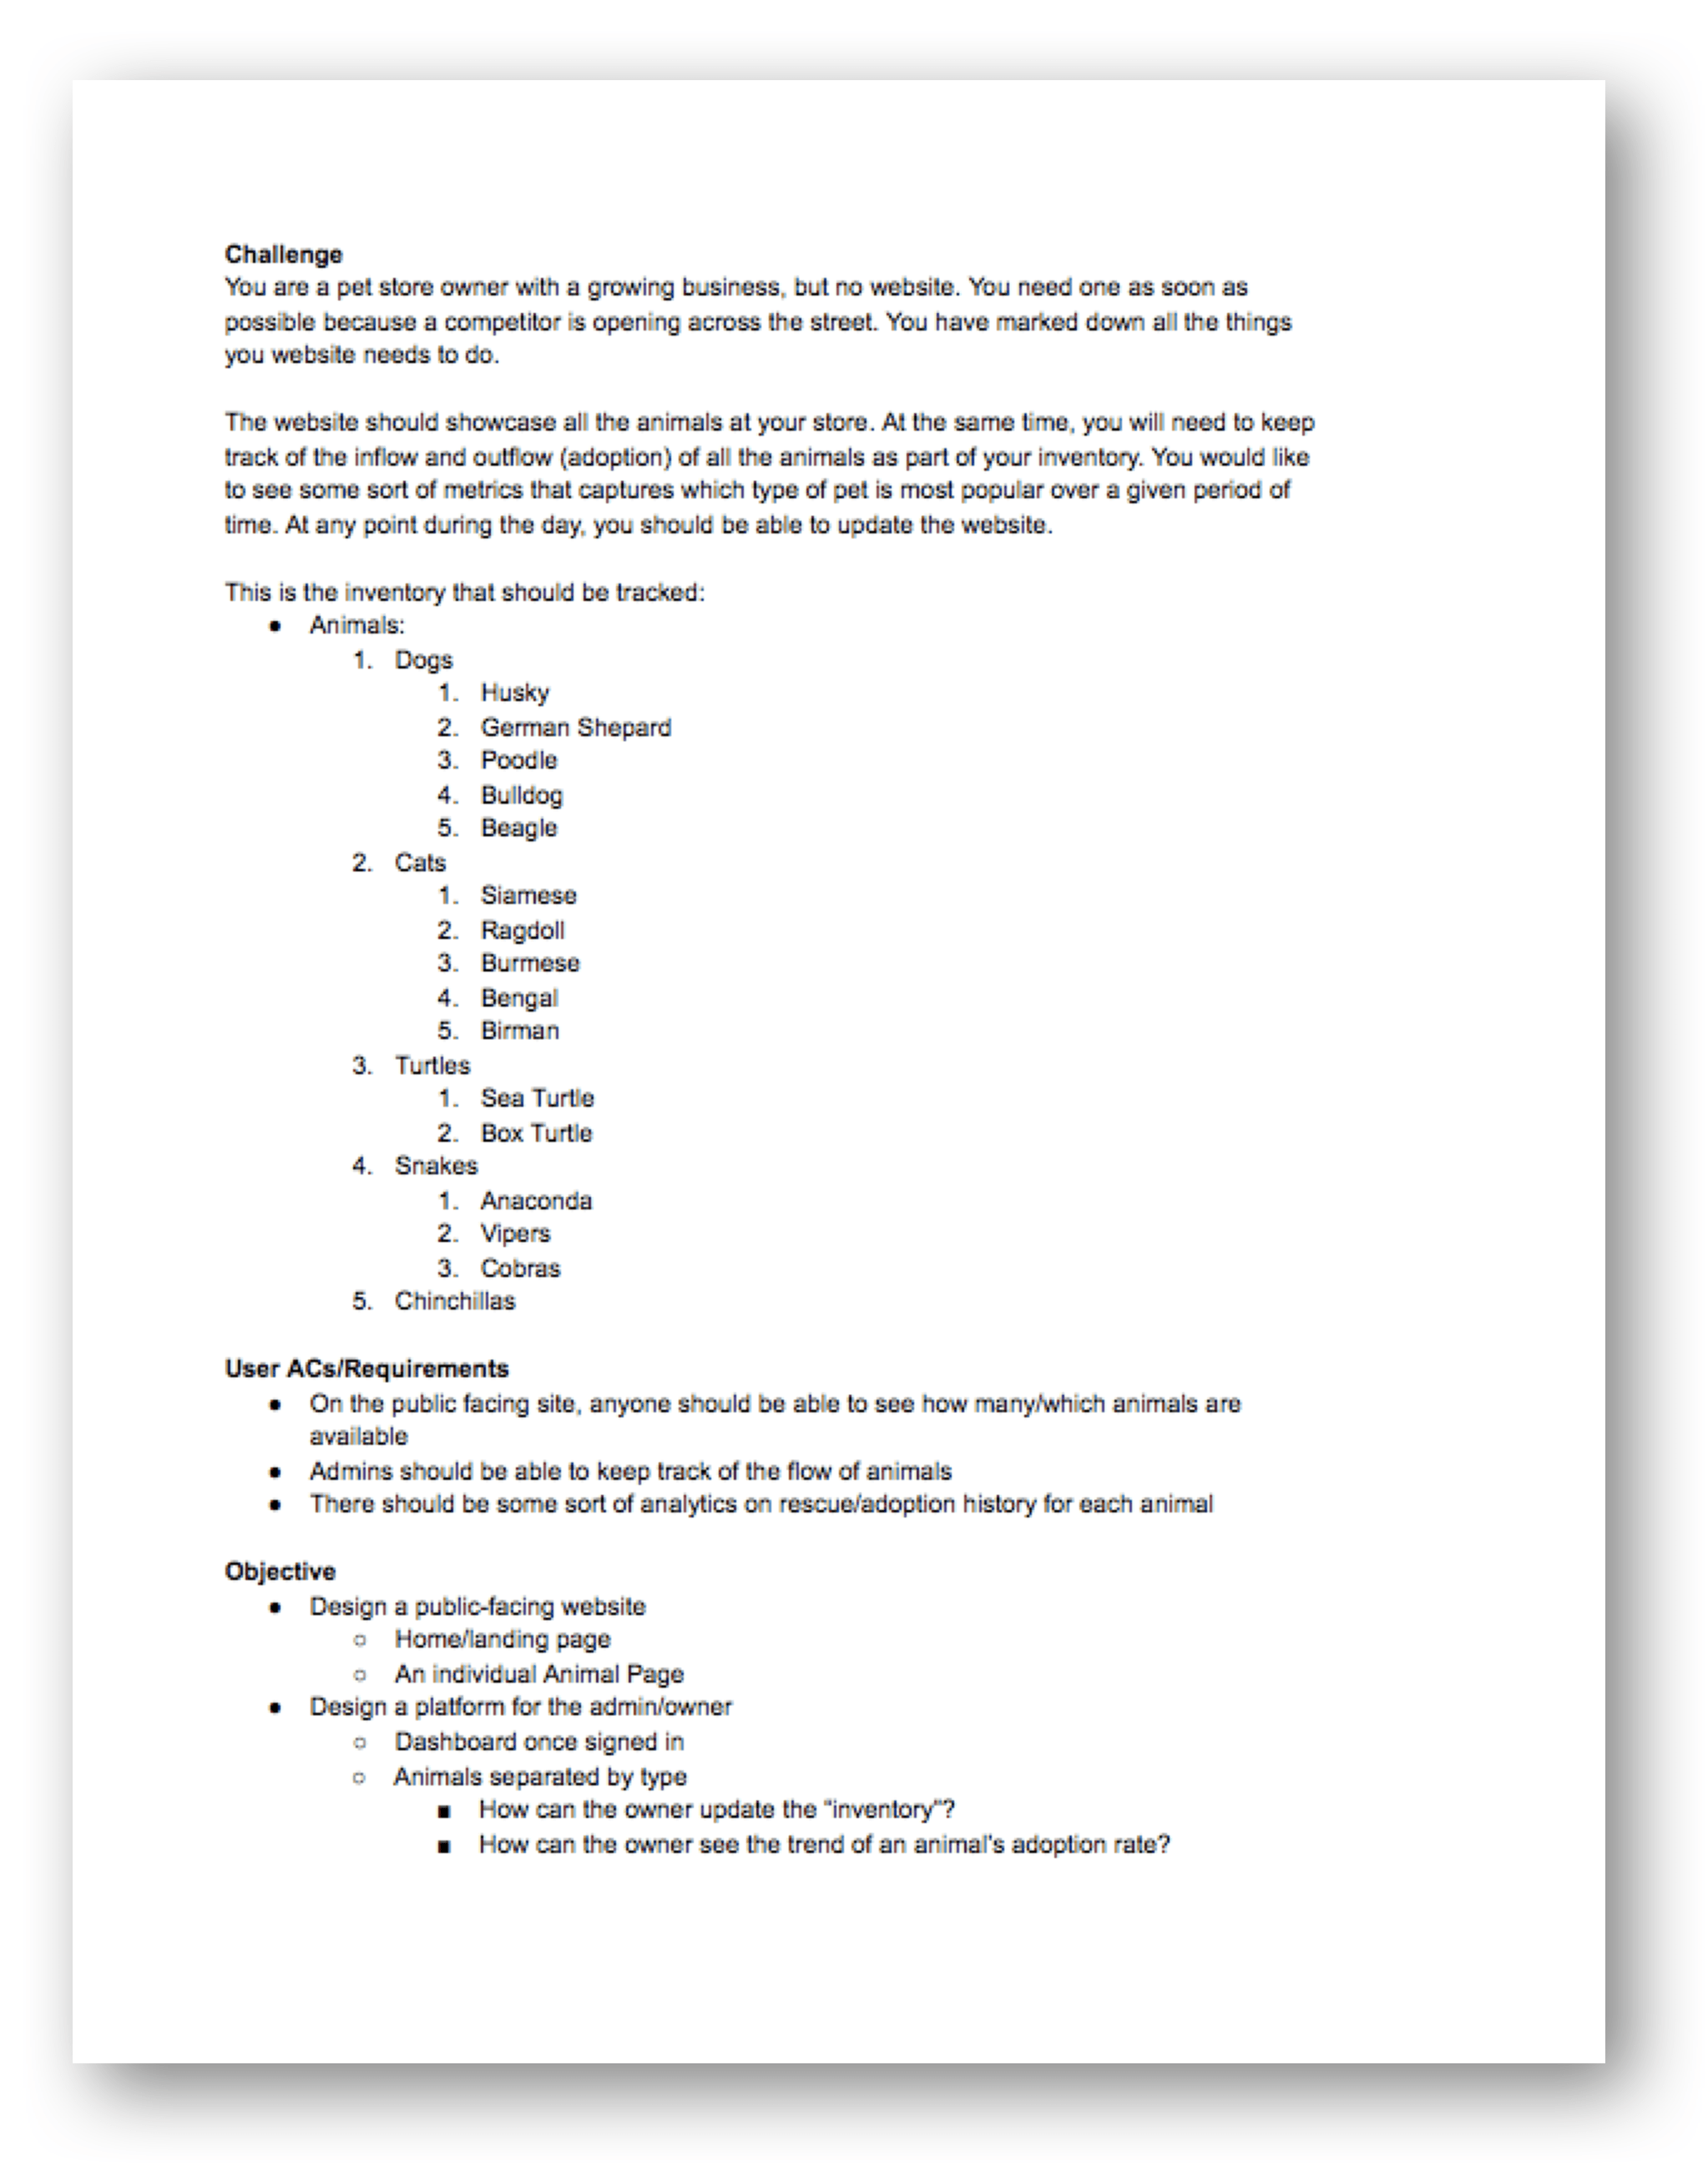 Challenge
You are a pet store owner with a growing business, but no website. You need one as soon as
possible because a competitor is opening across the street. You have marked down all the things
you website needs to do.
The website should showcase all the animals at your store. At the same time, you will need to keep
track of the inflow and outflow (adoption) of all the animals as part of your inventory. You would like
to see some sort of metrics that captures which type of pet is most popular over a given period of
time. At any point during the day, you should be able to update the website.
This is the inventory that should be tracked:
● Animals:
1. Dogs
1. Husky
2. German Shepard
3. Poodle
4. Bulldog
5. Beagle
2. Cats
1. Siamese
2. Ragdoll
3. Burmese
4. Bengal
5. Birman
3. Turtles
1. Sea Turtle
2. Box Turtle
4. Snakes
1. Anaconda
2. Vipers
3. Cobras
5. Chinchillas
User ACs/Requirements
● On the public facing site, anyone should be able to see how many/which animals are
available
● Admins should be able to keep track of the flow of animals
● There should be some sort of analytics on rescue/adoption history for each animal
Objective
● Design a public-facing website
○ Home/landing page
○ An individual Animal Page
● Design a platform for the admin/owner
○ Dashboard once signed in
○ Animals separated by type
■ How can the owner update the “inventory”?
■ How can the owner see the trend of an animal's adoption rate?